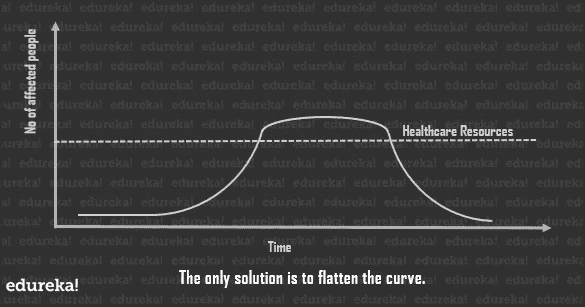 No of affected people
Healthcare Resources
Time
The only solution is to flatten the curve.
edureka!